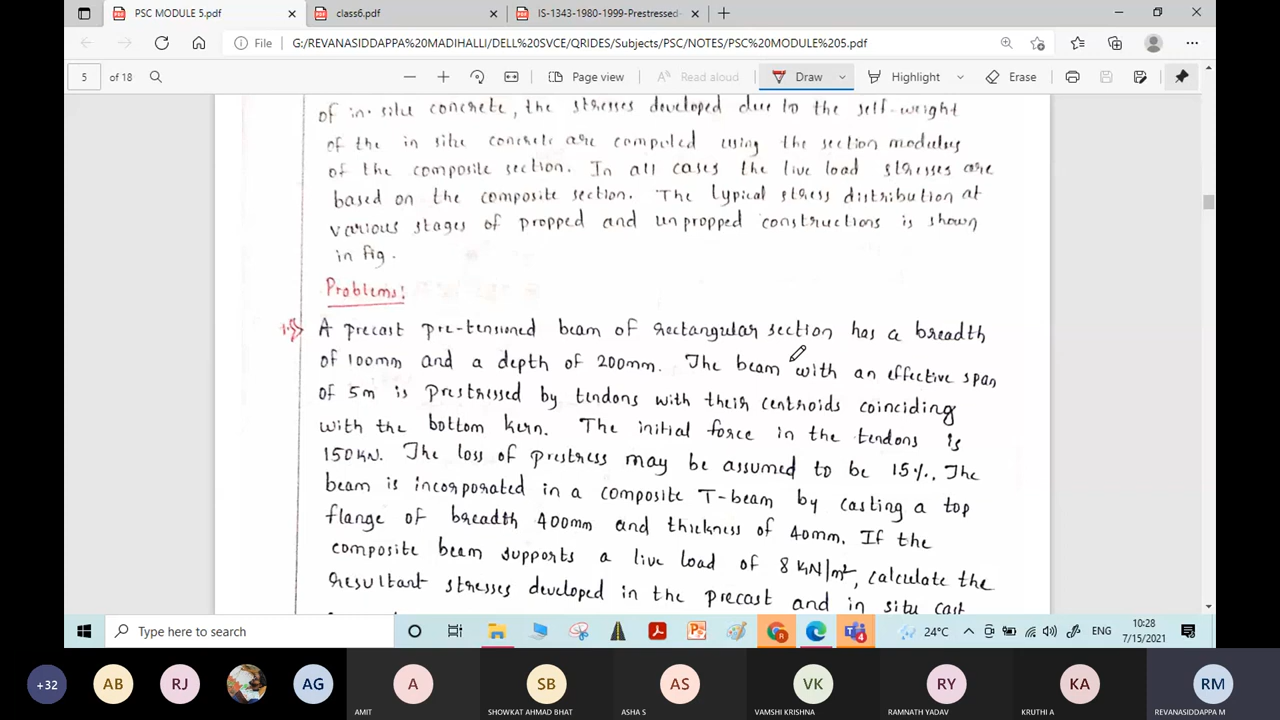 PSC MODULE 5.pdf
class6.pdf
IS-1343-1980-1999-Prestressed-
File
G:/REVANASIDDAPPA%20MADIHALLI/DELL%20SVCE/QRIDES/Subjects/PSC/NOTES/PSC%20MODULE%205.pdf
5 of 18
Page view
Read aloud
Draw
Highlight
Erase
of in-situ concrete, the stresses developed due to the self-weight
of the in situ concrete are computed using the section modulus
of the composite section. In all cases the live load stresses are
based on the composite section. The typical stress distribution at
various stages of propped and unpropped constructions is shown
in fig.
Problems:
A precast pre-tensioned beam of rectangular section has a breadth
of 100mm and a depth of 200mm. The beam with an effective span
of 5m is prestressed by tendons with their centroids coinciding
with the bottom kern. The initial force in the tendons is
150KN. The loss of prestress may be assumed to be 15%. The
beam is incorporated in a composite T-beam by casting a top
flange of breadth 400mm and thickness of 40mm. If the
composite beam supports a live load of 8 KN/m², calculate the
resultant stresses developed in the precast and in situ cast
Type here to search
24°C
ENG
10:28
7/15/2021
+32
AB
RJ
AG
A
SB
AS
VK
RY
KA
RM
AMIT
SHOWKAT AHMAD BHAT
ASHA S
VAMSHI KRISHNA
RAMNATH YADAV
KRUTHI A
REVANASIDDAPPA M